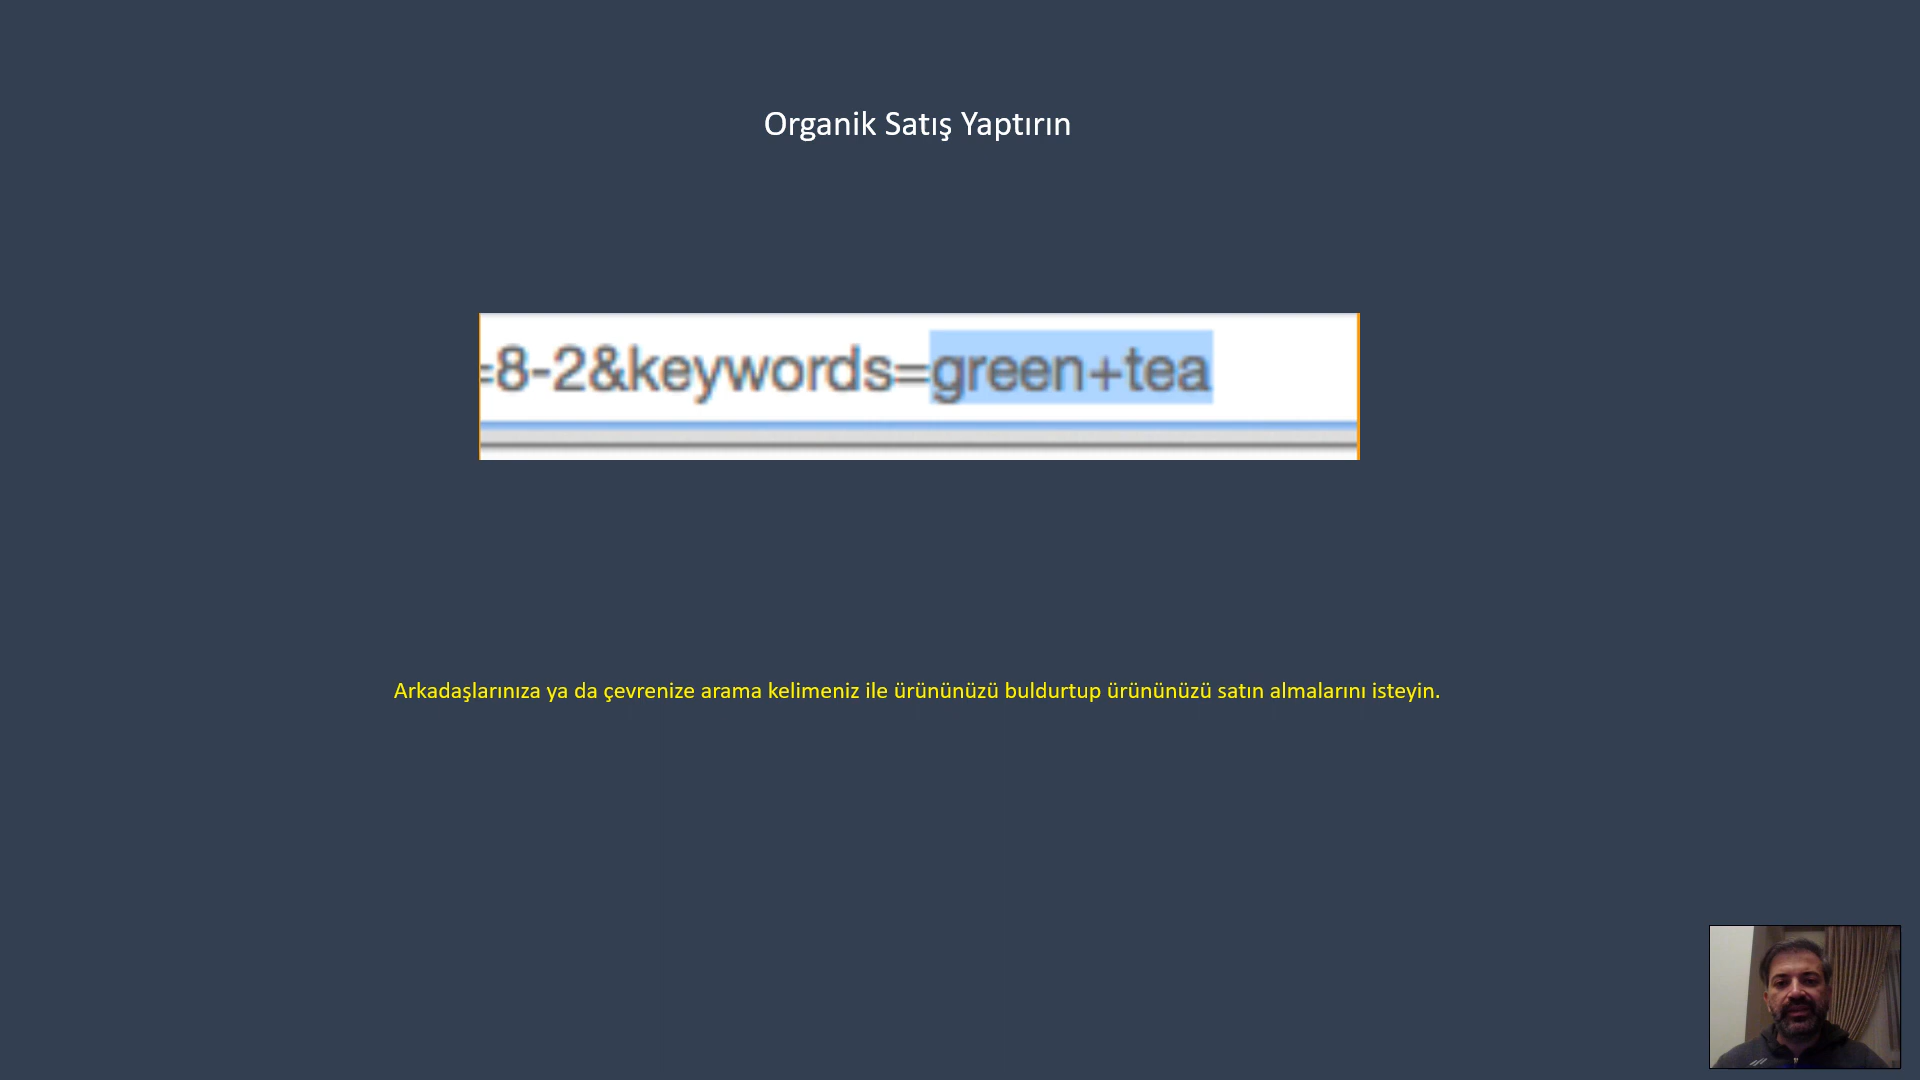 Organik Satış Yaptırın
=8-2&keywords=green+tea
Arkadaşlarınıza ya da çevrenize arama kelimeniz ile ürününüzü buldurtup ürününüzü satın almalarını isteyin.